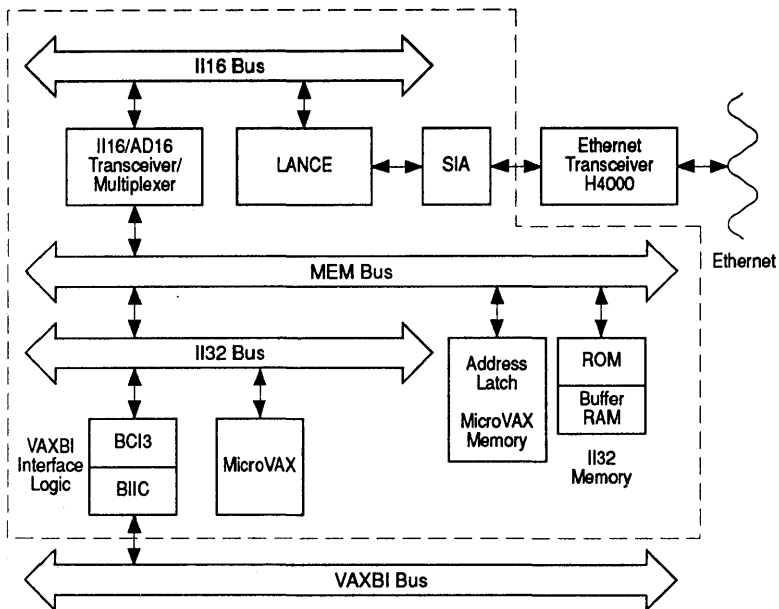 II16 Bus
II16/AD16
Transceiver/
Multiplexer
LANCE
SIA
Ethernet
Transceiver
H4000
Ethernet
MEM Bus
II32 Bus
Address
Latch
MicroVAX
Memory
ROM
Buffer
RAM
II32
Memory
VAXBI
Interface
Logic
BCI3
BIIC
MicroVAX
VAXBI Bus